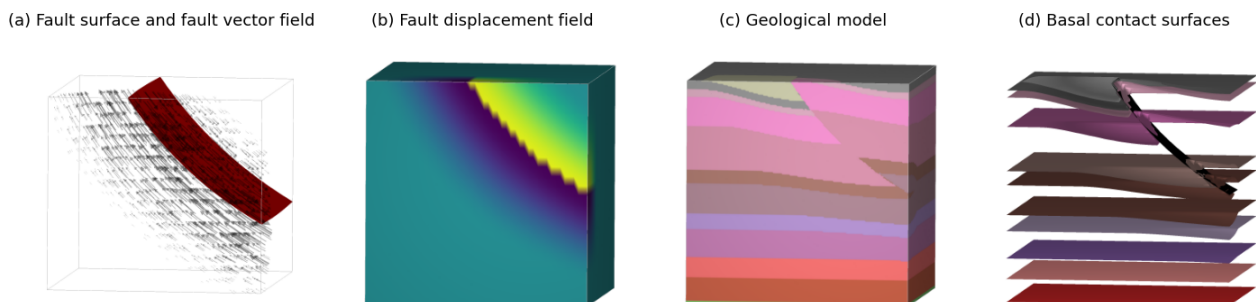 (a) Fault surface and fault vector field
(b) Fault displacement field
(c) Geological model
(d) Basal contact surfaces